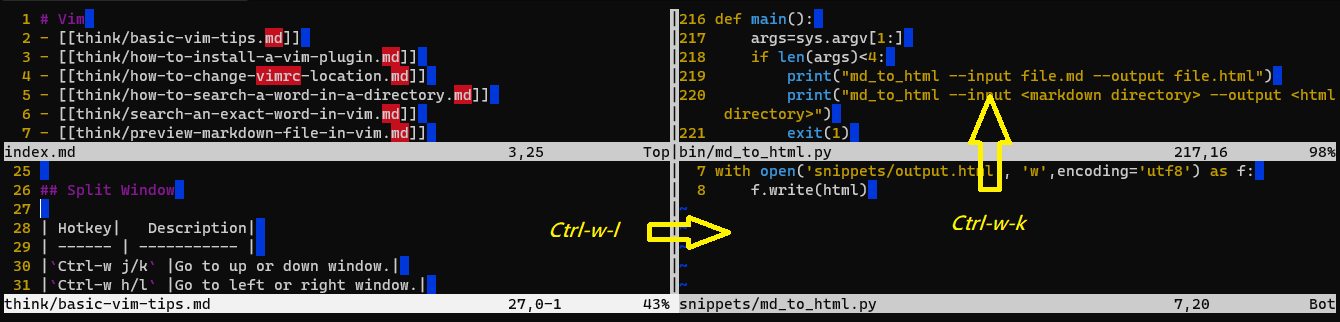 1 # Vim
2 - [[think/basic-vim-tips.md]]
3 - [[think/how-to-install-a-vim-plugin.md]]
4 - [[think/how-to-change-vimrc-location.md]]
5 - [[think/how-to-search-a-word-in-a-directory.md]]
6 - [[think/search-an-exact-word-in-vim.md]]
7 - [[think/preview-markdown-file-in-vim.md]]
index.md 3,25 Top
25
26 ## Split Window
27
28 | Hotkey| Description|
29 | ------ | ----------- |
30 |`Ctrl-w j/k` |Go to up or down window.|
31 |`Ctrl-w h/l` |Go to left or right window.|
think/basic-vim-tips.md 27,0-1 43%
216 def main():
217 args=sys.argv[1:]
218 if len(args)<4:
219 print("md_to_html --input file.md --output file.html")
220 print("md_to_html --input <markdown directory> --output <html
directory>")
221 exit(1)
bin/md_to_html.py 217,16 98%
7 with open('snippets/output.html', 'w',encoding='utf8') as f:
8 f.write(html)
~
~
~
~
~
snippets/md_to_html.py 7,20 Bot
Ctrl-w-l
Ctrl-w-k